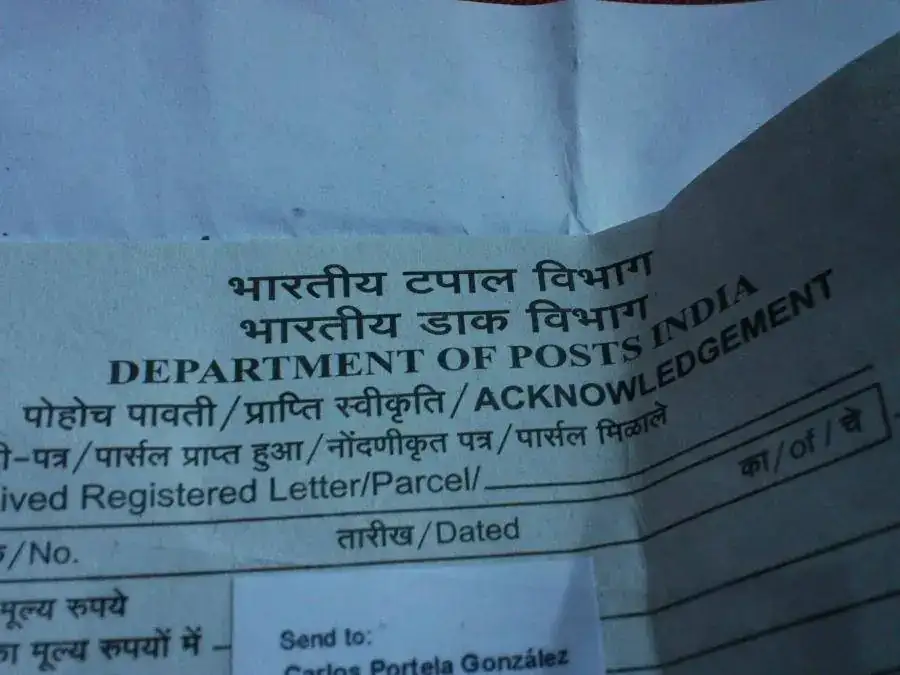 भारतीय टपाल विभाग
भारतीय डाक विभाग
DEPARTMENT OF POSTS INDIA
पोहोच पावती/प्राप्ति स्वीकृति/ACKNOWLEDGEMENT
-पत्र/पार्सल प्राप्त हुआ/नोंदणीकृत पत्र/पार्सल मिळाले
ived Registered Letter/Parcel/
का/of/चे
/No. तारीख/Dated
मूल्य रुपये
मूल्य रुपयों में
Send to:
Carlos Portela González